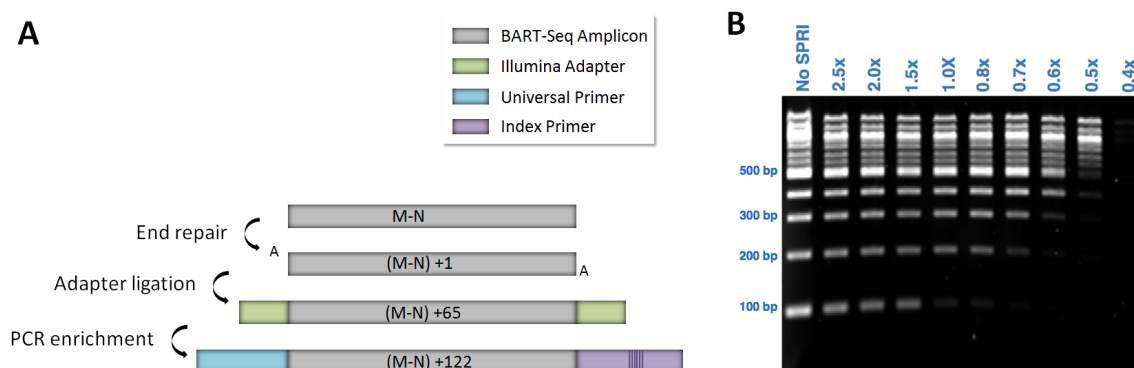 A
BART-Seq Amplicon
Illumina Adapter
Universal Primer
Index Primer
End repair
Adapter ligation
PCR enrichment
M-N
A
(M-N) +1
A
(M-N) +65
(M-N) +122
B
No SPRI
2.5x
2.0x
1.5x
1.0X
0.8x
0.7x
0.6x
0.5x
0.4x
500 bp
300 bp
200 bp
100 bp